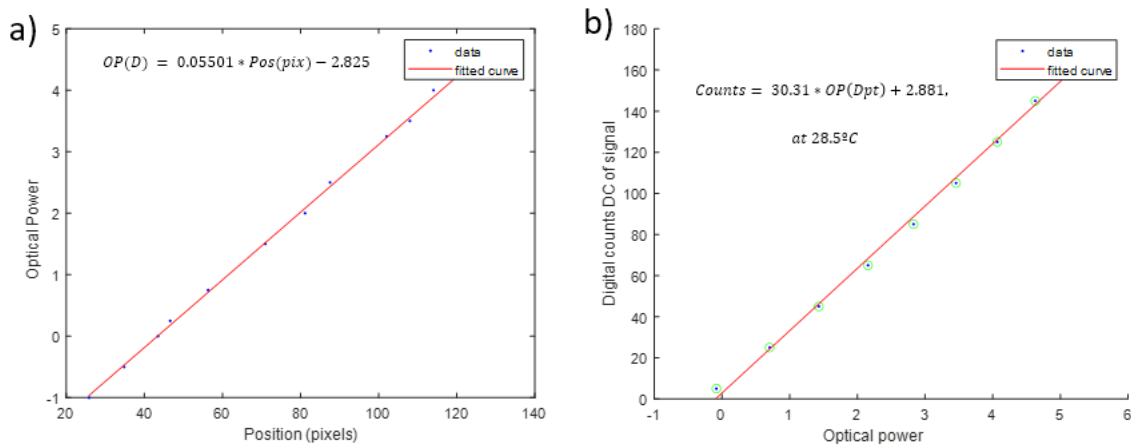 a)
5
4
3
2
1
0
-1
20
40
60
80
100
120
140
Optical Power
Position (pixels)
OP(D) = 0.05501 * Pos(pix) − 2.825
data
fitted curve
b)
180
160
140
120
100
80
60
40
20
0
-1
0
1
2
3
4
5
6
Digital counts DC of signal
Optical power
Counts = 30.31 * OP(Dpt) + 2.881,
at 28.5ºC
data
fitted curve